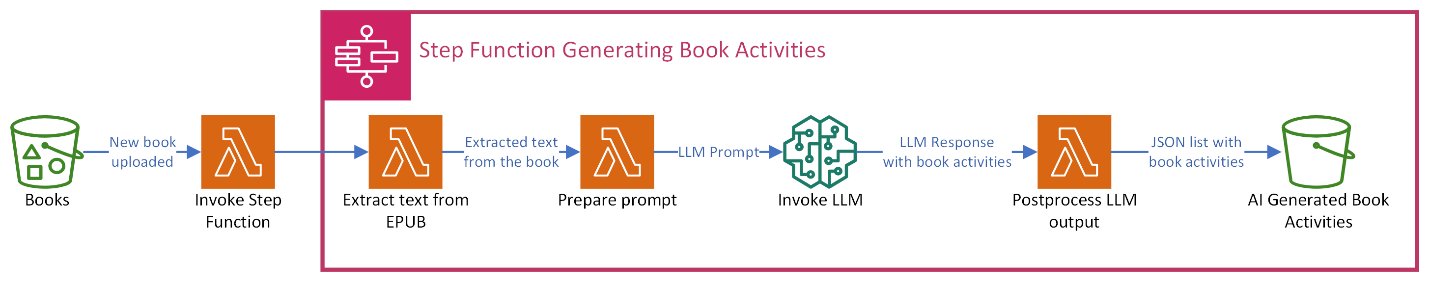 Step Function Generating Book Activities
New book
uploaded
Extracted text
from the book
LLM Prompt
LLM Response
with book activities
JSON list with
book activities
Books
Invoke Step
Function
Extract text from
EPUB
Prepare prompt
Invoke LLM
Postprocess LLM
output
AI Generated Book
Activities